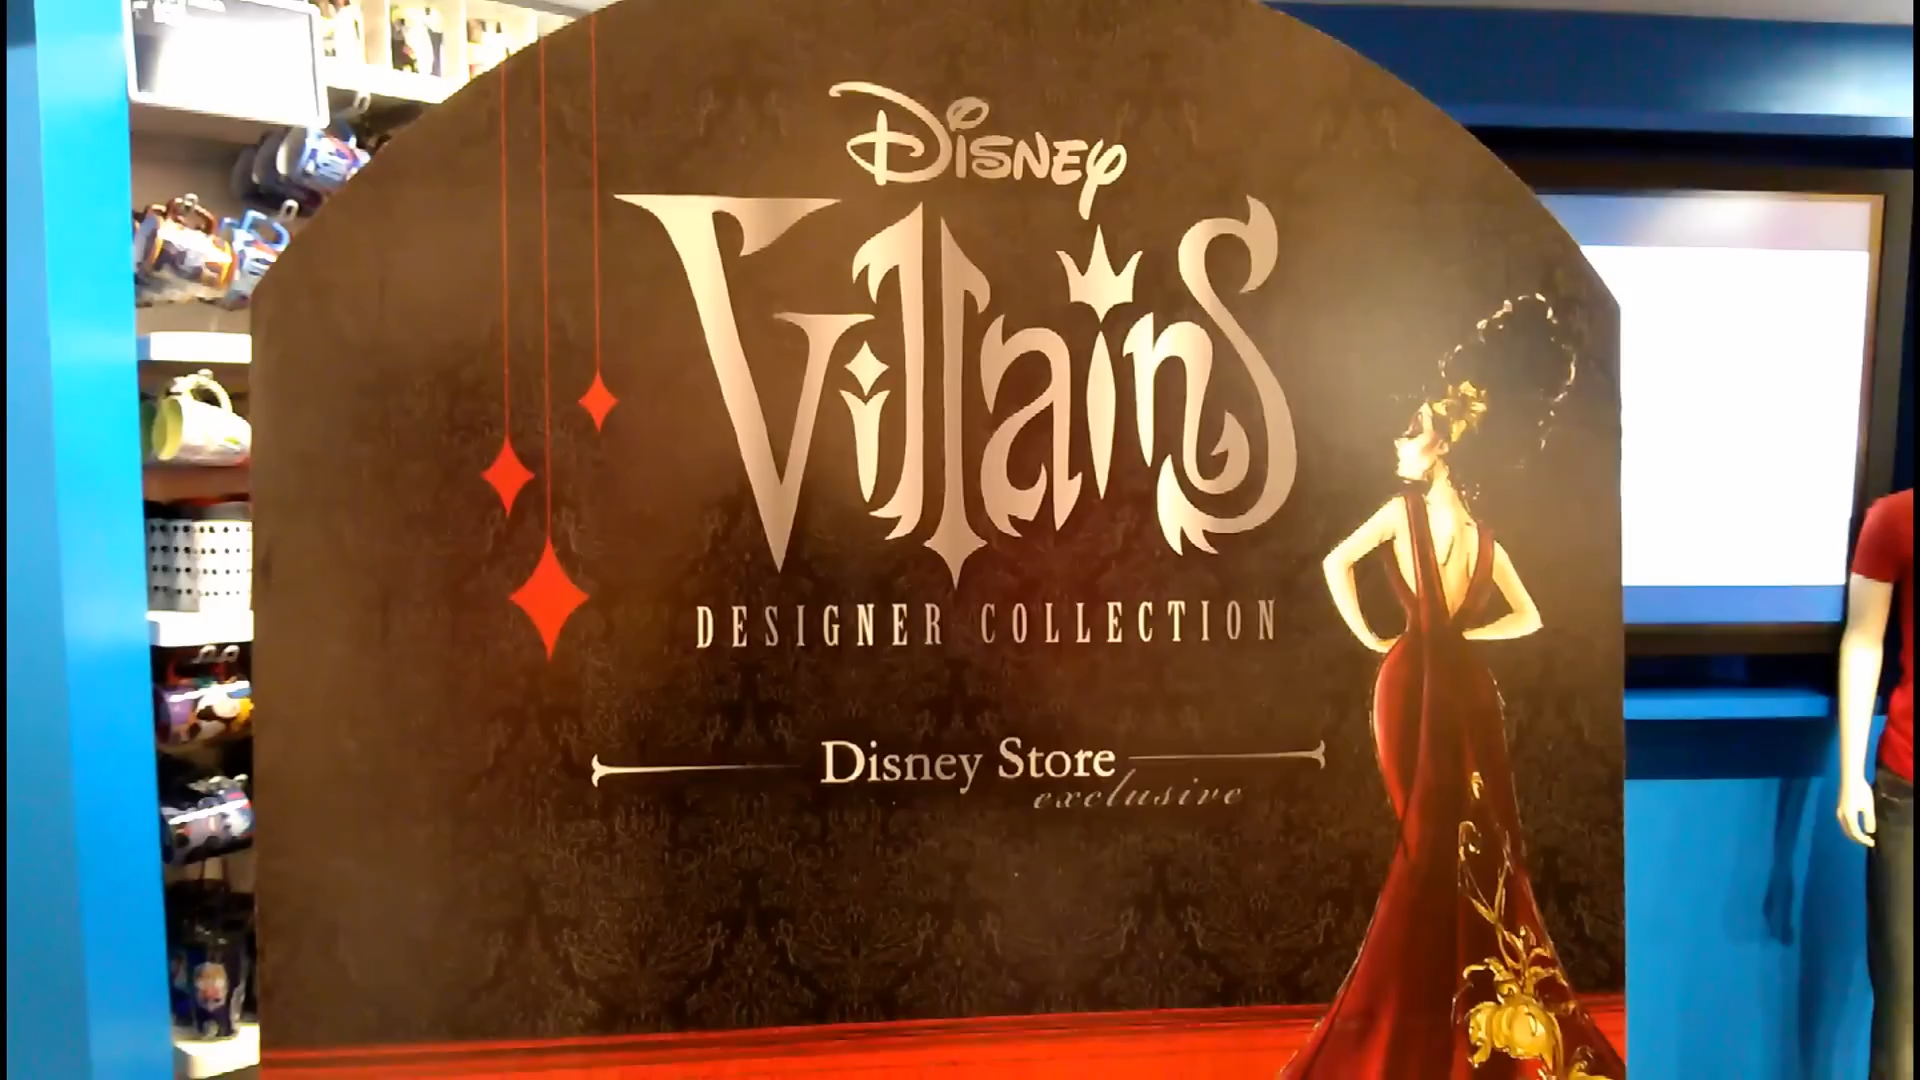 Disney
Villains
DESIGNER COLLECTION
Disney Store
exclusive